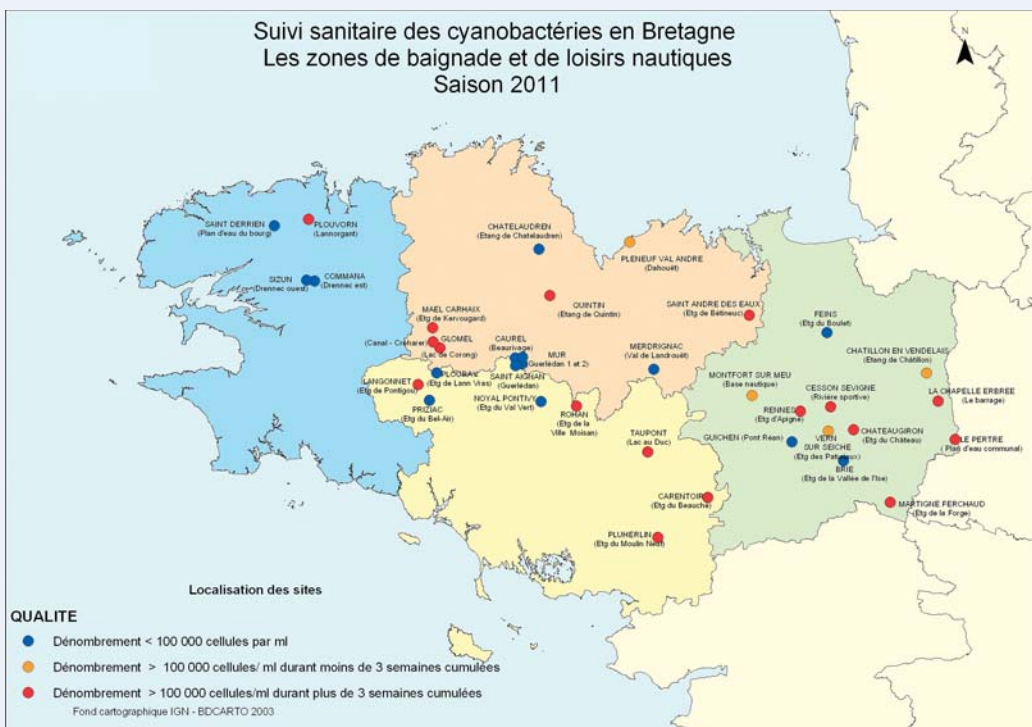 Suivi sanitaire des cyanobactéries en Bretagne
Les zones de baignade et de loisirs nautiques
Saison 2011
N
SAINT DERRIEN
(Plan d'eau du bourg)
PLOUVORN
(Lannorgant)
SIZUN
(Drennec ouest)
COMMANA
(Drennec est)
CHATELAUDREN
(Etang de Chatelaudren)
PLENEUF VAL ANDRE
(Dahouët)
QUINTIN
(Etang de Quintin)
SAINT ANDRE DES EAUX
(Etg de Bétineuc)
MAEL CARHAIX
(Etg de Kervougard)
(Canal - Créharer)
GLOMEL
(Lac de Corong)
CAUREL
(Beaurivage)
MUR
(Guerlédan 1 et 2)
MERDRIGNAC
(Val de Landrouët)
PLOURAY
(Etg de Lann Vras)
SAINT AIGNAN
(Guerlédan)
LANGONNET
(Etg de Pontigou)
PRIZIAC
(Etg du Bel-Air)
NOYAL PONTIVY
(Etg du Val Vert)
ROHAN
(Etg de la
Ville Moisan)
TAUPONT
(Lac au Duc)
CARENTOIR
(Etg du Beauche)
PLUHERLIN
(Etg du Moulin Neuf)
FEINS
(Etg du Boulet)
CHATILLON EN VENDELAIS
(Etang de Châtillon)
MONTFORT SUR MEU
(Base nautique)
CESSON SEVIGNE
(Rivière sportive)
LA CHAPELLE ERBREE
(Le barrage)
RENNES
(Etg d'Apigné)
CHATEAUGIRON
(Etg du Château)
GUICHEN (Pont Réan)
VERN
SUR SEICHE
(Etg des
LE PERTRE
( Plan d'eau communal)
BRIE
(Etg de la Vallée de l'Ise)
MARTIGNE FERCHAUD
(Etg de la Forge)
Localisation des sites
QUALITE
Dénombrement < 100 000 cellules par ml
Dénombrement > 100 000 cellules/ ml durant moins de 3 semaines cumulées
Dénombrement > 100 000 cellules/ml durant plus de 3 semaines cumulées
Fond cartographique IGN - BDCARTO 2003